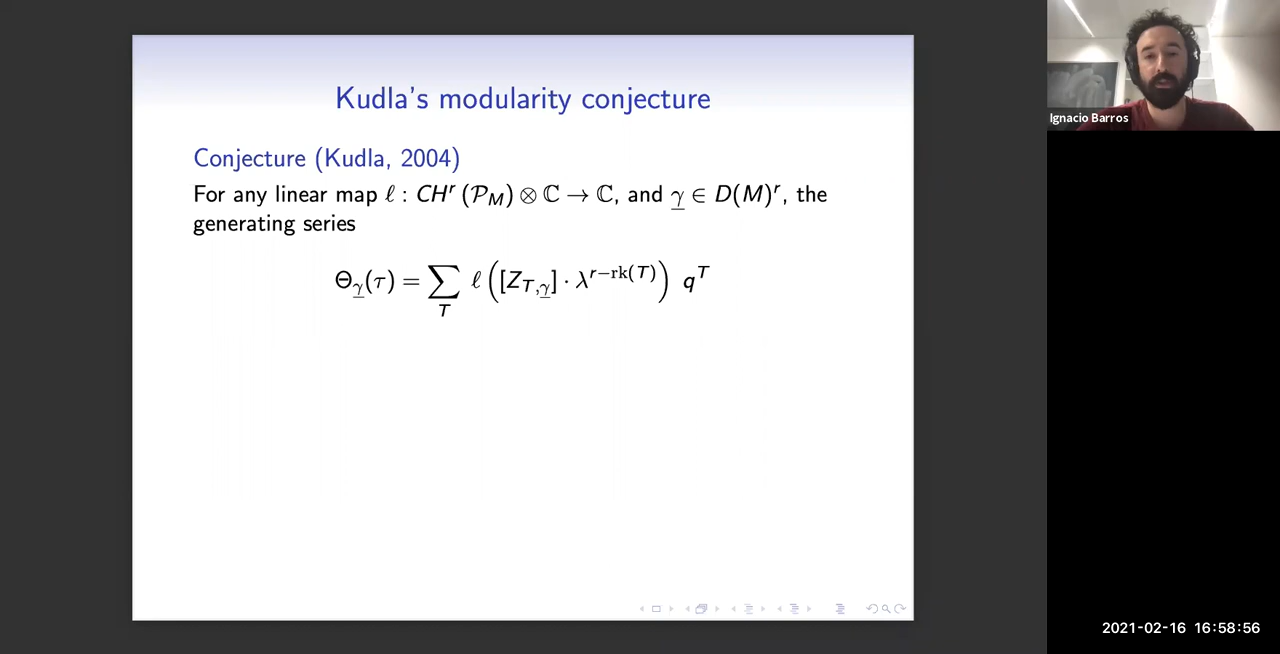 Kudla's modularity conjecture
Conjecture (Kudla, 2004)
For any linear map ℓ : CH^r (𝒫_M) ⊗ ℂ → ℂ, and γ̲ ∈ D(M)^r, the
generating series
Θ_γ̲(τ) = ∑_T ℓ ([Z_{T,γ̲}] · λ^{r−rk(T)}) q^T
Ignacio Barros
2021-02-16 16:58:56